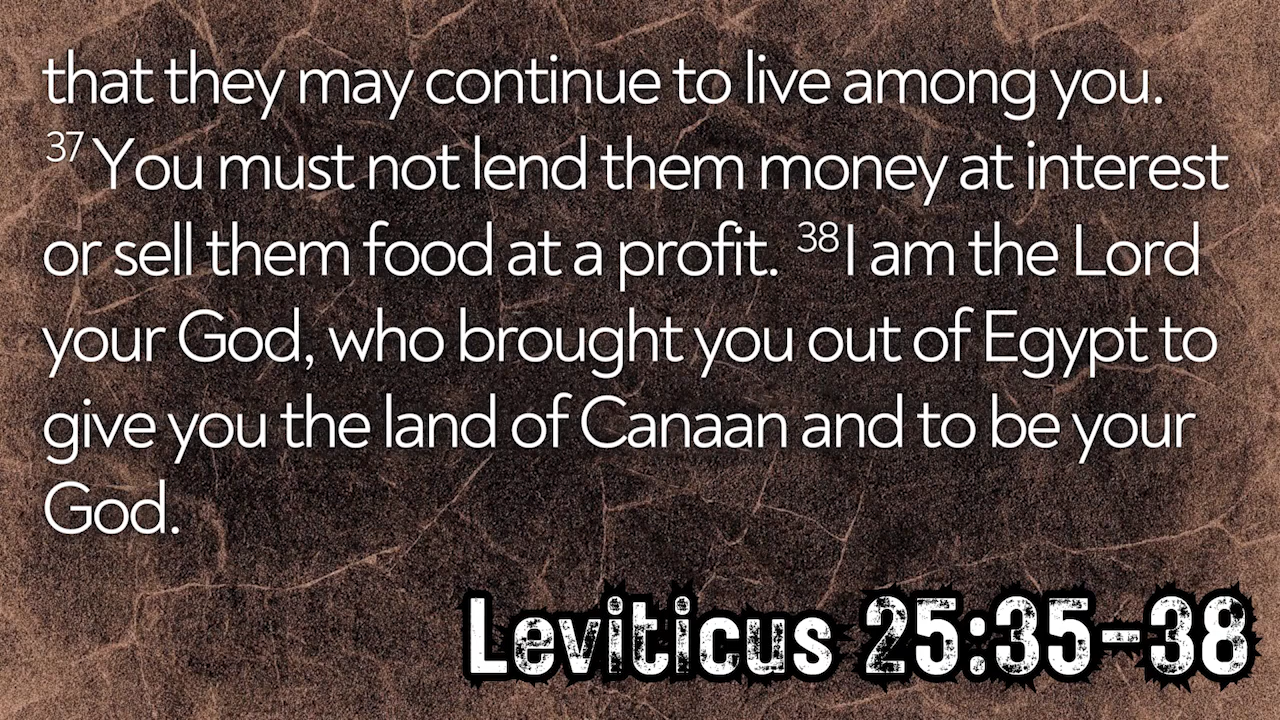 that they may continue to live among you.
37 You must not lend them money at interest
or sell them food at a profit. 38 I am the Lord
your God, who brought you out of Egypt to
give you the land of Canaan and to be your
God.
Leviticus 25:35-38